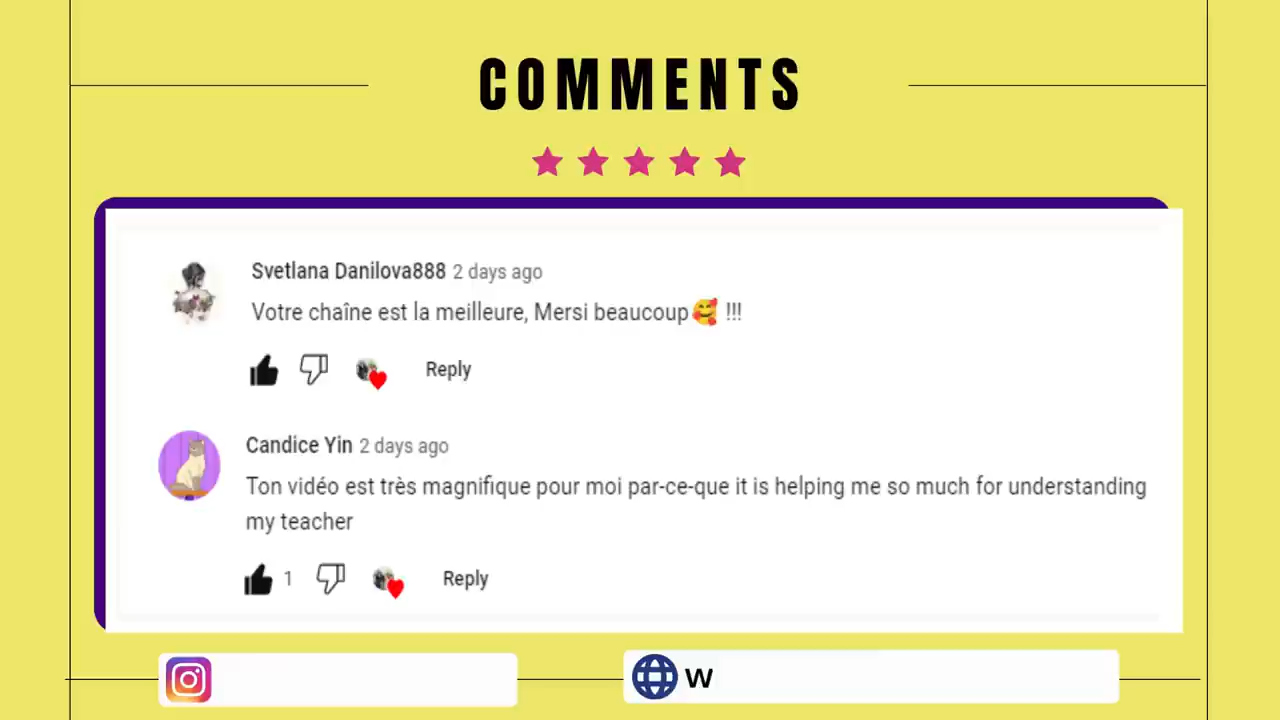 COMMENTS
Svetlana Danilova888 2 days ago
Votre chaîne est la meilleure, Mersi beaucoup🥰 !!!
Reply
Candice Yin 2 days ago
Ton vidéo est très magnifique pour moi par-ce-que it is helping me so much for understanding
my teacher
1 Reply
W